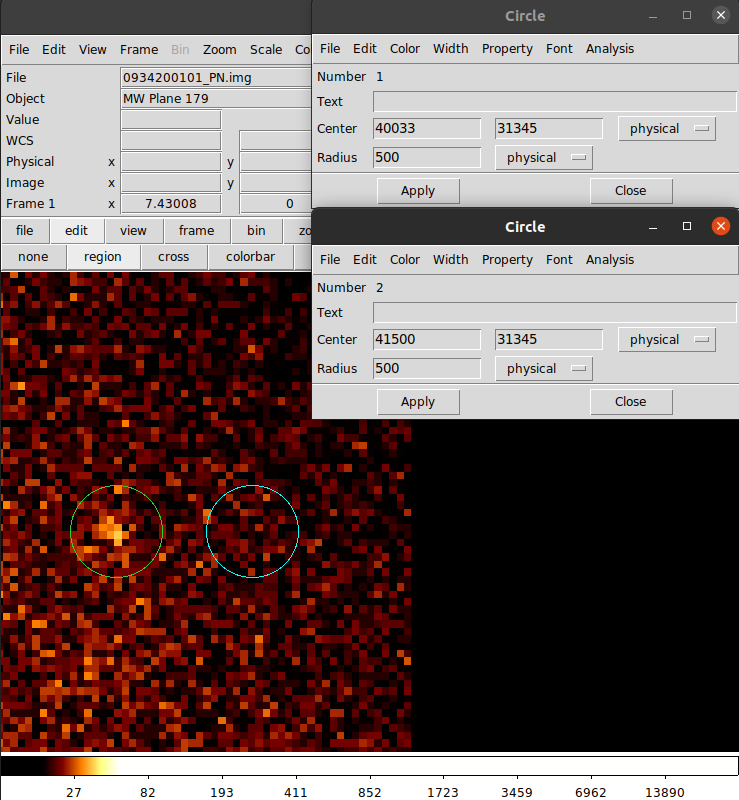 Circle
File Edit View Frame Bin Zoom Scale Co
File Edit Color Width Property Font Analysis
File 0934200101_PN.img
Number 1
Object MW Plane 179
Text
Value
Center 40033 31345 physical
WCS
Radius 500 physical
Physical x y
Image x y
Apply Close
Frame 1 x 7.43008 0
Circle
file edit view frame bin zo
none region cross colorbar
File Edit Color Width Property Font Analysis
Number 2
Text
Center 41500 31345 physical
Radius 500 physical
Apply Close
27 82 193 411 852 1723 3459 6962 13890